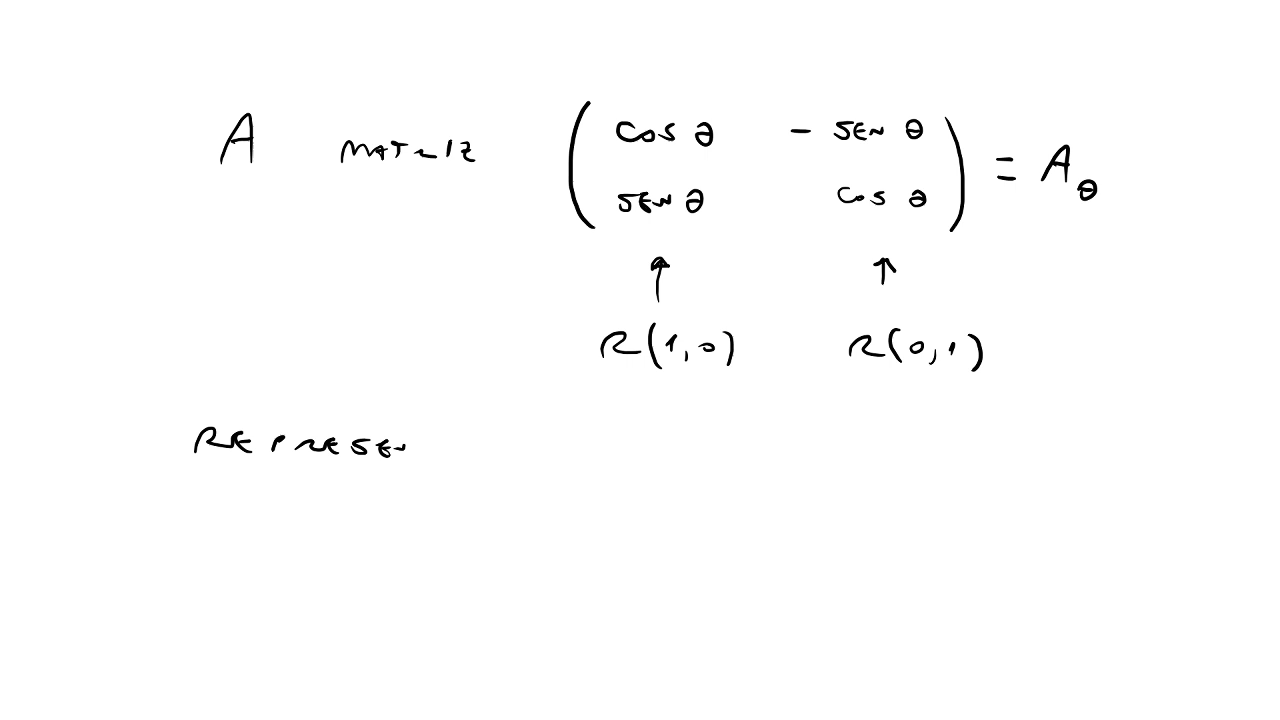 A MATRIZ ( cos θ - SEN θ
SEN θ cos θ ) = A_θ
↑ ↑
R(1,0) R(0,1)
REPRESEN